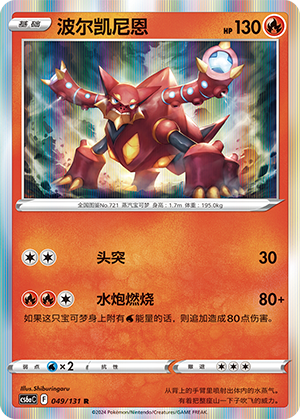 基础 波尔凯尼恩 HP 130
全国图鉴No.721 蒸汽宝可梦 身高：1.7m 体重：195.0kg
头突 30
水炮燃烧 80+
如果这只宝可梦身上附有能量的话，则追加造成80点伤害。
弱点 ×2 抗性 撤退
Illus.Shiburingaru
CS6aC F 049/131 R
从背上的手臂里喷射出体内的水蒸气。
有着把整座山一下子吹飞的威力。
©2024 Pokémon/Nintendo/Creatures/GAME FREAK.